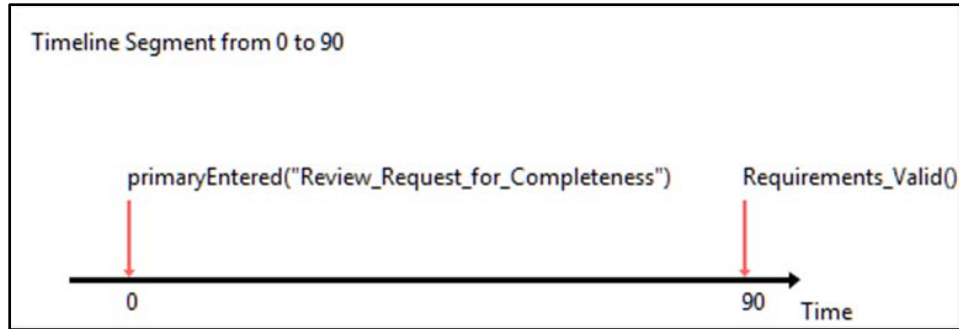 Timeline Segment from 0 to 90
primaryEntered("Review_Request_for_Completeness") Requirements_Valid()
0 90 Time